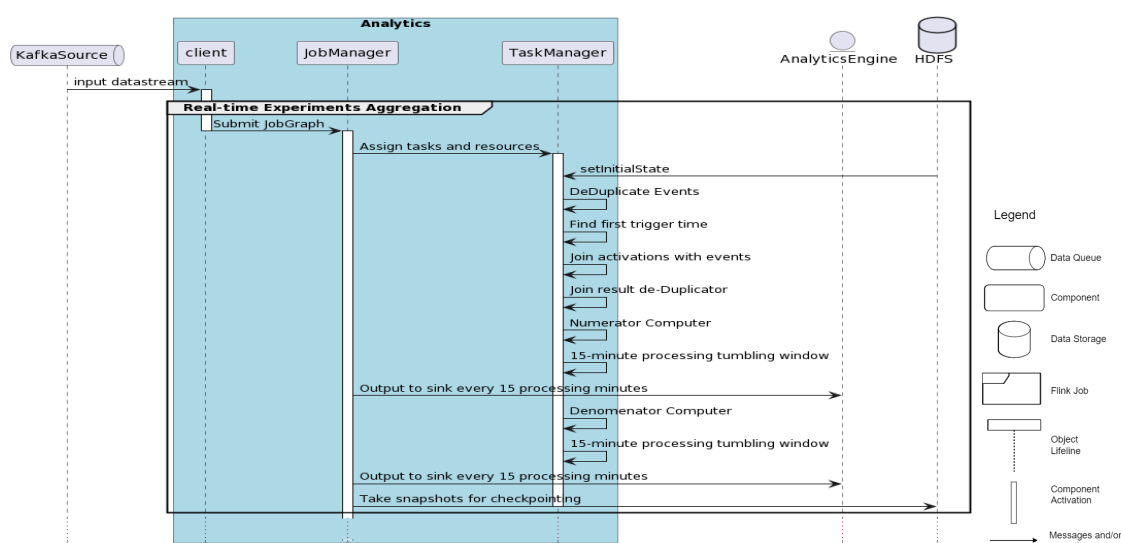 Analytics
KafkaSource
client
JobManager
TaskManager
AnalyticsEngine
HDFS
input datastream
Real-time Experiments Aggregation
Submit JobGraph
Assign tasks and resources
setInitialState
DeDuplicate Events
Find first trigger time
Join activations with events
Join result de-Duplicator
Numerator Computer
15-minute processing tumbling window
Output to sink every 15 processing minutes
Denomenator Computer
15-minute processing tumbling window
Output to sink every 15 processing minutes
Take snapshots for checkpointing
Legend
Data Queue
Component
Data Storage
Flink Job
Object
Lifeline
Component
Activation
Messages and/or